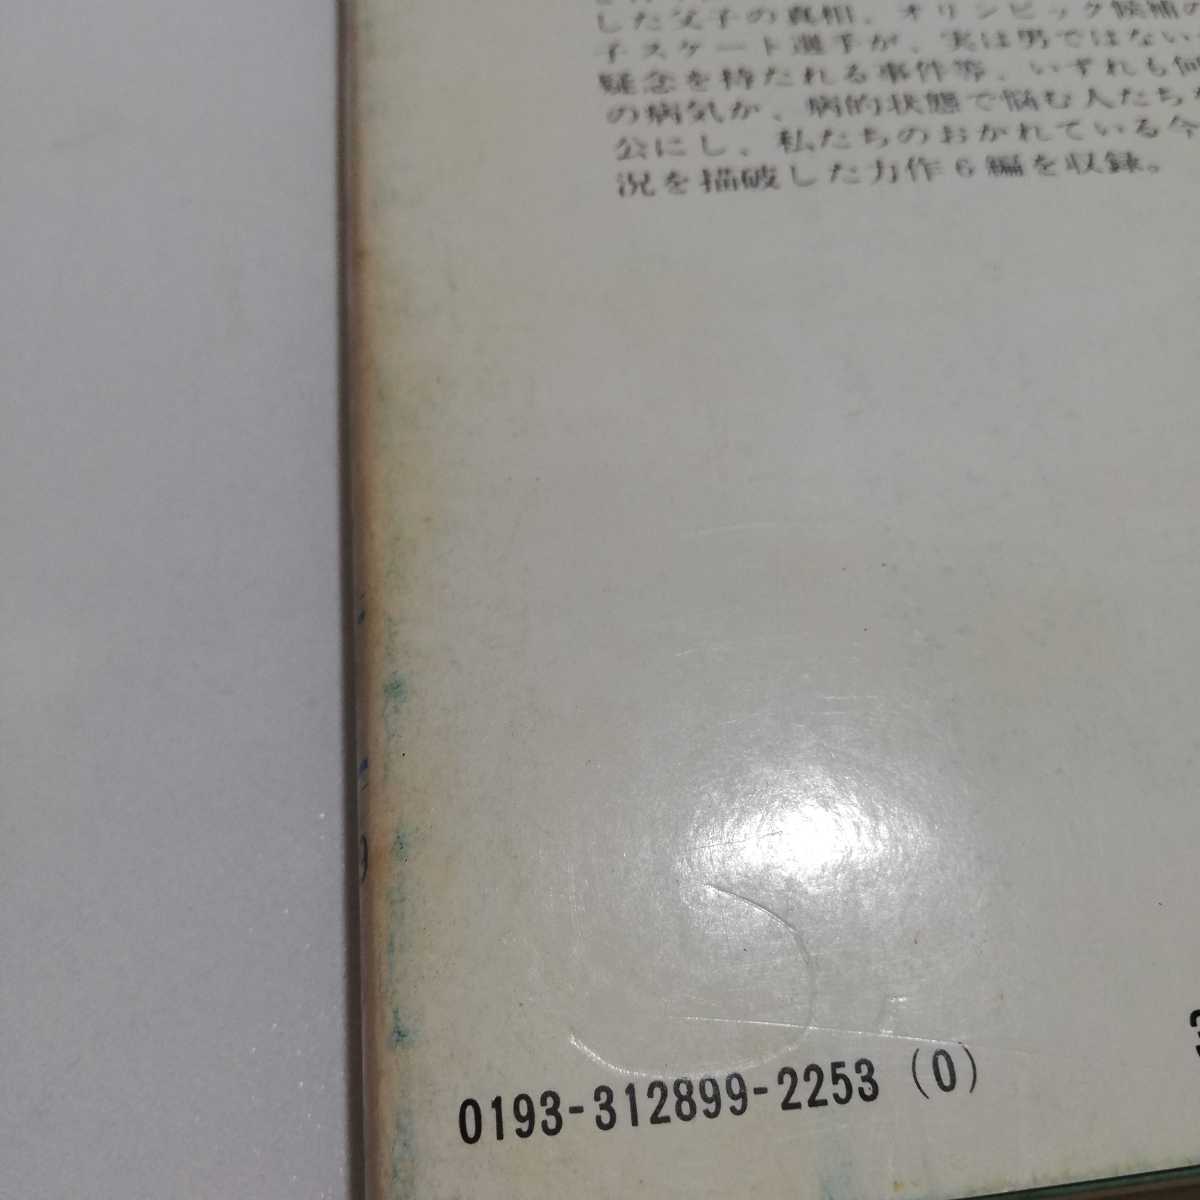 した父子の真相、オリンピック候補の
子スケート選手が、実は男ではない
疑念を持たれる事件等、いずれも何
の病気か、病的状態で悩む人たちが
公にし、私たちのおかれている今
況を描破した力作6編を収録。
0193-312899-2253 (0)